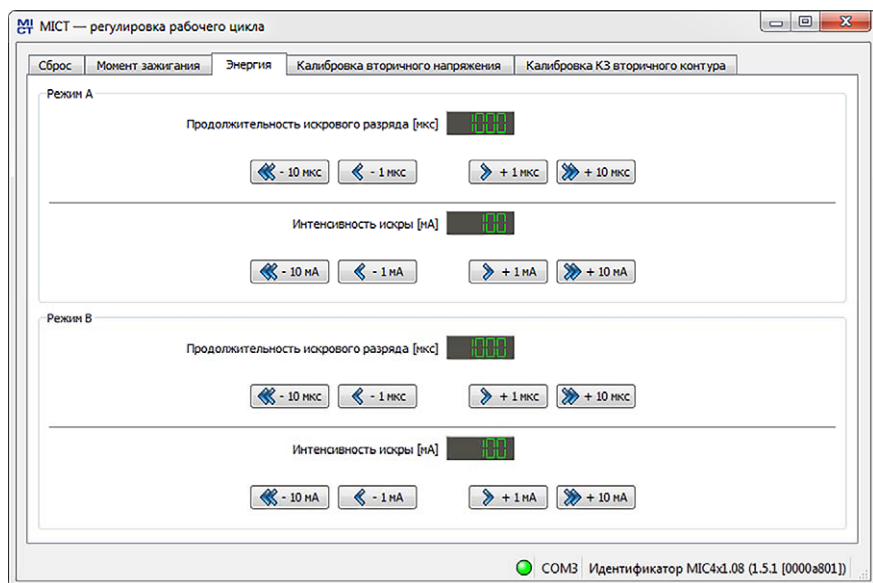 MICT MICT — регулировка рабочего цикла
Сброс Момент зажигания Энергия Калибровка вторичного напряжения Калибровка КЗ вторичного контура
Режим A
Продолжительность искрового разряда [мкс] 1000
- 10 мкс - 1 мкс + 1 мкс + 10 мкс
Интенсивность искры [мА] 100
- 10 мА - 1 мА + 1 мА + 10 мА
Режим B
Продолжительность искрового разряда [мкс] 1000
- 10 мкс - 1 мкс + 1 мкс + 10 мкс
Интенсивность искры [мА] 100
- 10 мА - 1 мА + 1 мА + 10 мА
COM3 Идентификатор MIC4x1.08 (1.5.1 [0000a801])